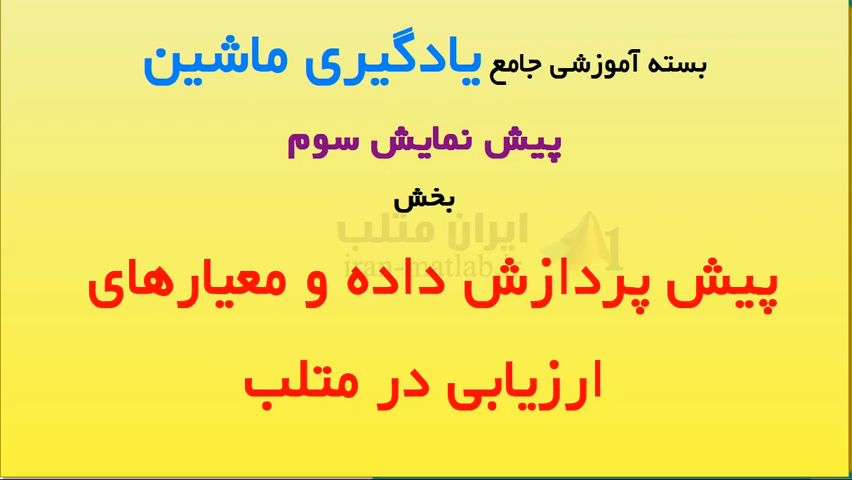 بسته آموزشی جامع یادگیری ماشین
پیش نمایش سوم
بخش
ایران متلب
iran-matlab.ir
1
پیش پردازش داده و معیارهای
ارزیابی در متلب